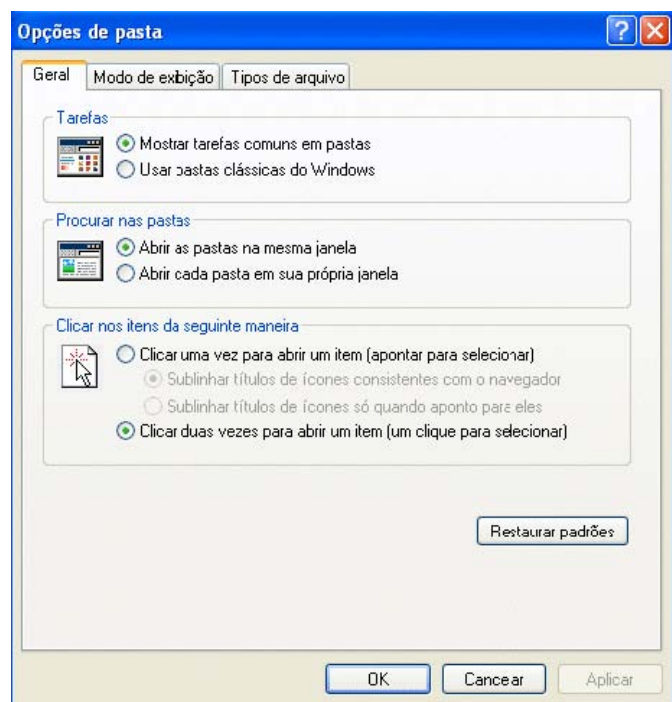 Opções de pasta
Geral
Modo de exibição
Tipos de arquivo
Tarefas
Mostrar tarefas comuns em pastas
Usar pastas clássicas do Windows
Procurar nas pastas
Abrir as pastas na mesma janela
Abrir cada pasta em sua própria janela
Clicar nos itens da seguinte maneira
Clicar uma vez para abrir um item (apontar para selecionar)
Sublinhar títulos de ícones consistentes com o navegador
Sublinhar títulos de ícones só quando aponto para eles
Clicar duas vezes para abrir um item (um clique para selecionar)
Restaurar padrões
OK
Cancear
Aplicar